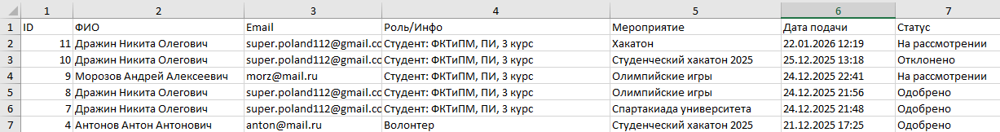 1 2 3 4 5 6 7
1 ID ФИО Email Роль/Инфо Мероприятие Дата подачи Статус
2 11 Дражин Никита Олегович super.poland112@gmail.cc Студент: ФКТиПМ, ПИ, 3 курс Хакатон 22.01.2026 12:19 На рассмотрении
3 10 Дражин Никита Олегович super.poland112@gmail.cc Студент: ФКТиПМ, ПИ, 3 курс Студенческий хакатон 2025 25.12.2025 13:18 Отклонено
4 9 Морозов Андрей Алексеевич morz@mail.ru Студент: ФКТиПМ, ПИ, 3 курс Олимпийские игры 24.12.2025 22:41 На рассмотрении
5 8 Дражин Никита Олегович super.poland112@gmail.cc Студент: ФКТиПМ, ПИ, 3 курс Олимпийские игры 24.12.2025 21:56 Одобрено
6 7 Дражин Никита Олегович super.poland112@gmail.cc Студент: ФКТиПМ, ПИ, 3 курс Спартакиада университета 24.12.2025 21:48 Одобрено
7 4 Антонов Антон Антонович anton@mail.ru Волонтер Студенческий хакатон 2025 21.12.2025 17:25 Одобрено